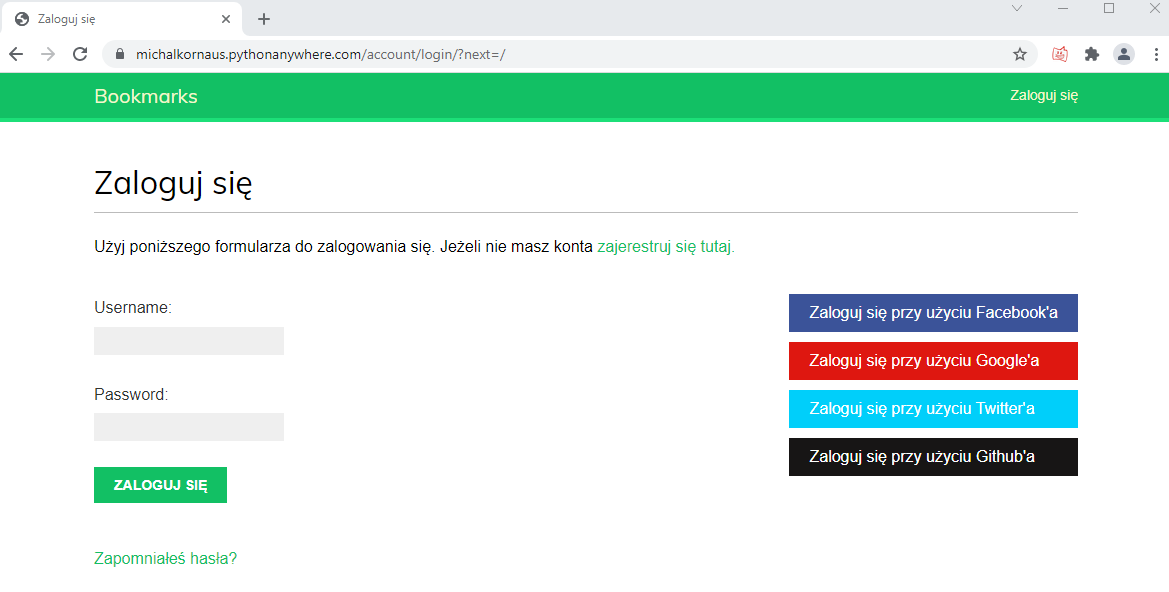 Zaloguj się
michalkornaus.pythonanywhere.com/account/login/?next=/
Bookmarks
Zaloguj się
Zaloguj się
Użyj poniższego formularza do zalogowania się. Jeżeli nie masz konta zajerestruj się tutaj.
Username:
Password:
ZALOGUJ SIĘ
Zapomniałeś hasła?
Zaloguj się przy użyciu Facebook'a
Zaloguj się przy użyciu Google'a
Zaloguj się przy użyciu Twitter'a
Zaloguj się przy użyciu Github'a